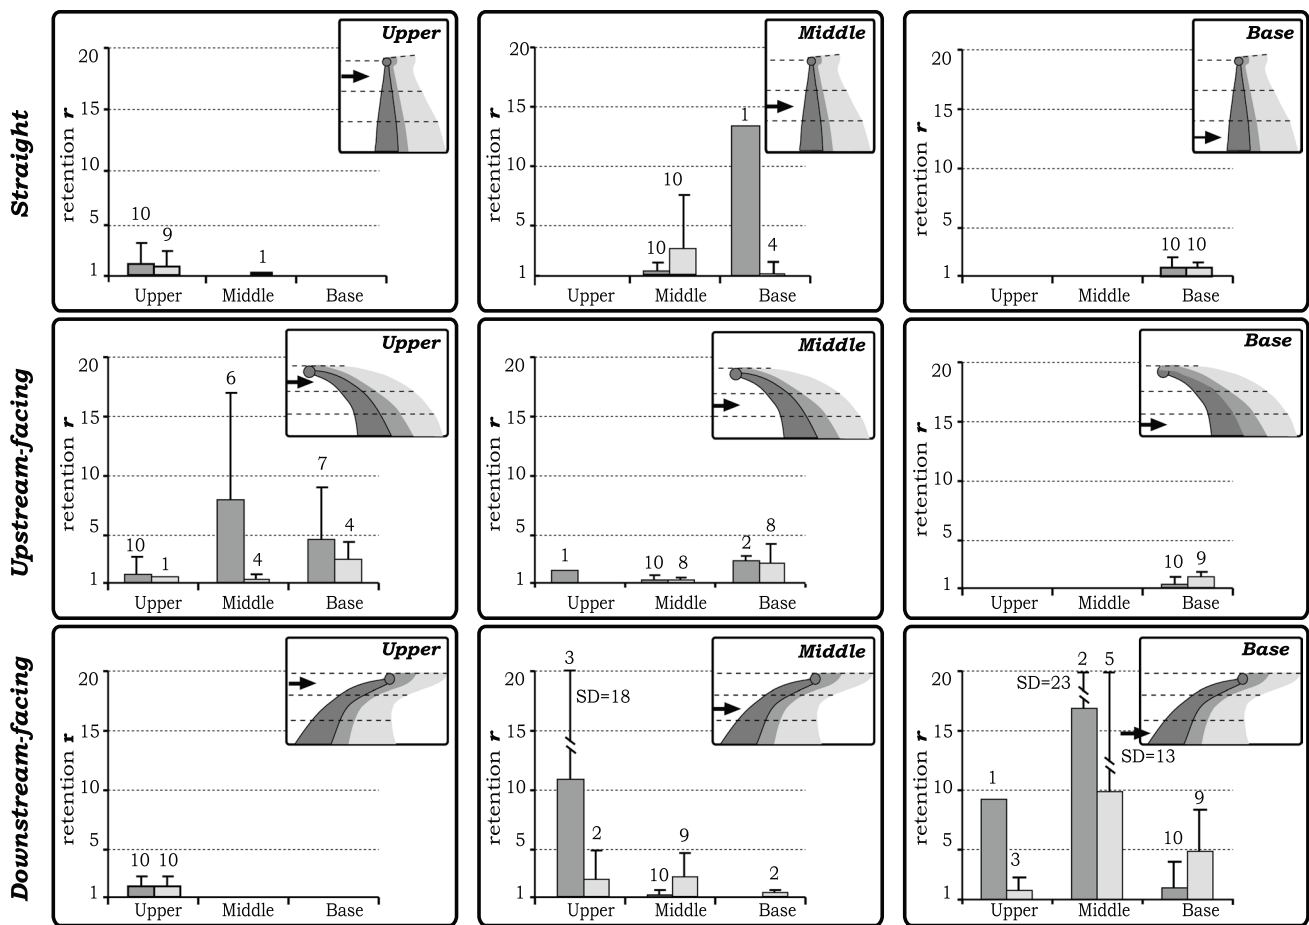 Straight
Upper
20
15
10
5
1
retention r
10
9
1
Upper Middle Base
Middle
20
15
10
5
1
retention r
10
10
1
4
Upper Middle Base
Base
20
15
10
5
1
retention r
10 10
Upper Middle Base
Upstream-facing
Upper
20
15
10
5
1
retention r
10
1
6
4
7
4
Upper Middle Base
Middle
20
15
10
5
1
retention r
1
10 8
2
8
Upper Middle Base
Base
20
15
10
5
1
retention r
10 9
Upper Middle Base
Downstream-facing
Upper
20
15
10
5
1
retention r
10 10
Upper Middle Base
Middle
20
15
10
5
1
retention r
3
SD=18
2
10
9
2
Upper Middle Base
Base
20
15
10
5
1
retention r
1
3
2
SD=23
5
SD=13
10
9
Upper Middle Base